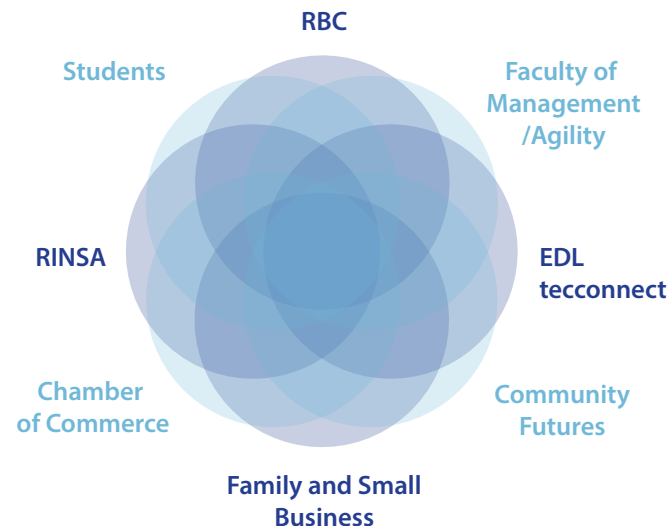 RBC
Students
Faculty of
Management
/Agility
RINSA
EDL
tecconnect
Chamber
of Commerce
Community
Futures
Family and Small
Business